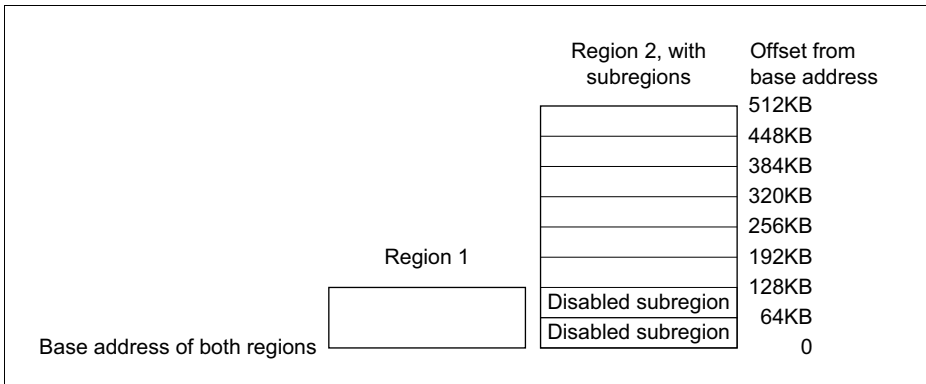 Region 2, with
subregions
Offset from
base address
512KB
448KB
384KB
320KB
256KB
Region 1
192KB
128KB
Disabled subregion
64KB
Disabled subregion
Base address of both regions
0